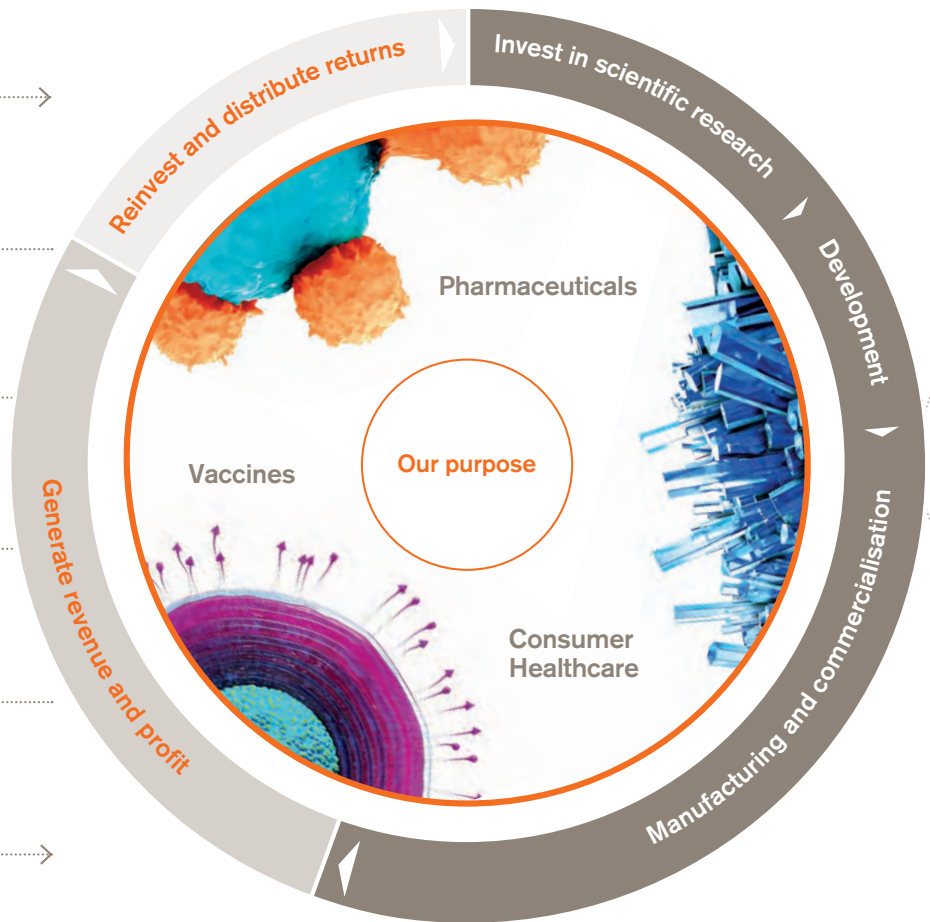 Invest in scientific research
Development
Manufacturing and commercialisation
Generate revenue and profit
Reinvest and distribute returns
Pharmaceuticals
Vaccines
Our purpose
Consumer
Healthcare